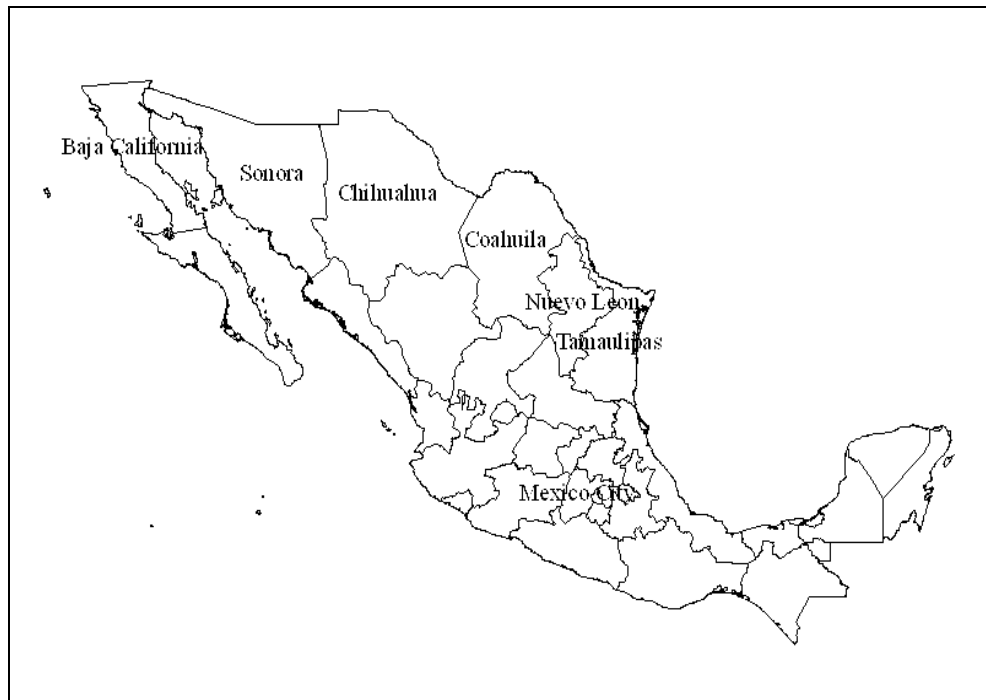 Baja California
Sonora
Chihuahua
Coahuila
Nuevo Leon
Tamaulipas
Mexico City